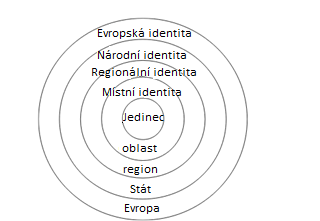 Evropská identita
Národní identita
Regionální identita
Místní identita
Jedinec
oblast
region
Stát
Evropa